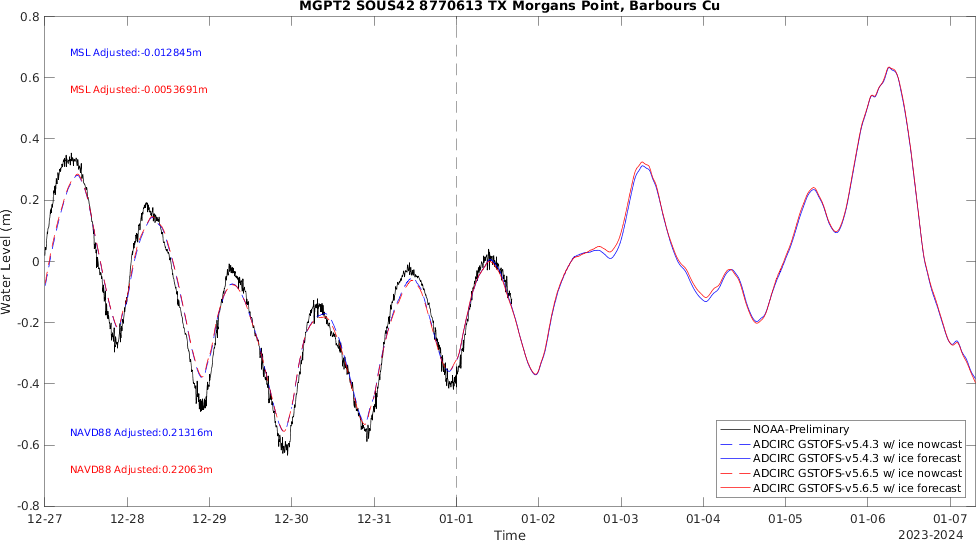 MGPT2 SOUS42 8770613 TX Morgans Point, Barbours Cu
0.8
0.6
0.4
0.2
0
-0.2
-0.4
-0.6
-0.8
Water Level (m)
MSL Adjusted:-0.012845m
MSL Adjusted:-0.0053691m
NAVD88 Adjusted:0.21316m
NAVD88 Adjusted:0.22063m
NOAA-Preliminary
ADCIRC GSTOFS-v5.4.3 w/ ice nowcast
ADCIRC GSTOFS-v5.4.3 w/ ice forecast
ADCIRC GSTOFS-v5.6.5 w/ ice nowcast
ADCIRC GSTOFS-v5.6.5 w/ ice forecast
12-27 12-28 12-29 12-30 12-31 01-01 01-02 01-03 01-04 01-05 01-06 01-07
Time
2023-2024